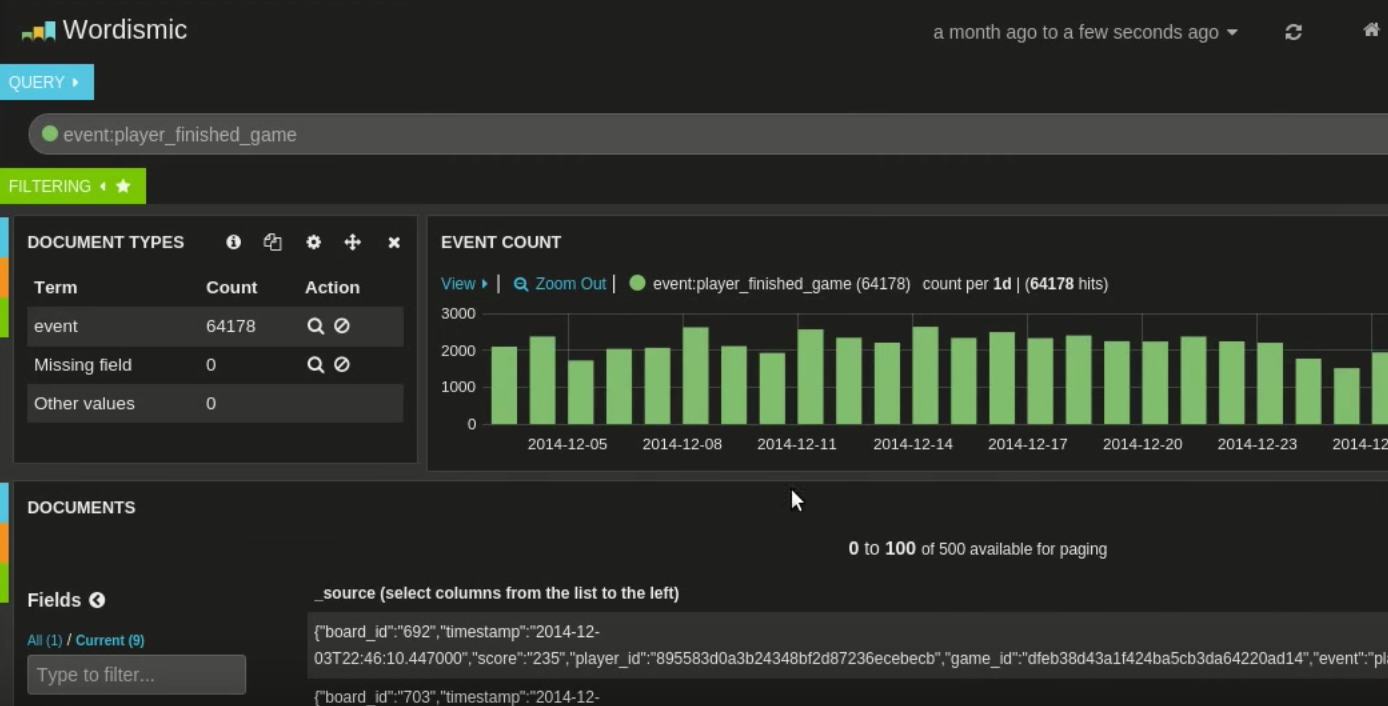 Wordismic
a month ago to a few seconds ago
QUERY
event:player_finished_game
FILTERING
DOCUMENT TYPES
Term Count Action
event 64178
Missing field 0
Other values 0
EVENT COUNT
View | Zoom Out | event:player_finished_game (64178) count per 1d | (64178 hits)
3000
2000
1000
0
2014-12-05 2014-12-08 2014-12-11 2014-12-14 2014-12-17 2014-12-20 2014-12-23 2014-12
DOCUMENTS
0 to 100 of 500 available for paging
Fields
All (1) / Current (9)
Type to filter...
_source (select columns from the list to the left)
{"board_id":"692","timestamp":"2014-12-
03T22:46:10.447000","score":"235","player_id":"895583d0a3b24348bf2d87236ecebecb","game_id":"dfeb38d43a1f424ba5cb3da64220ad14","event":"pl
{"board_id":"703","timestamp":"2014-12-